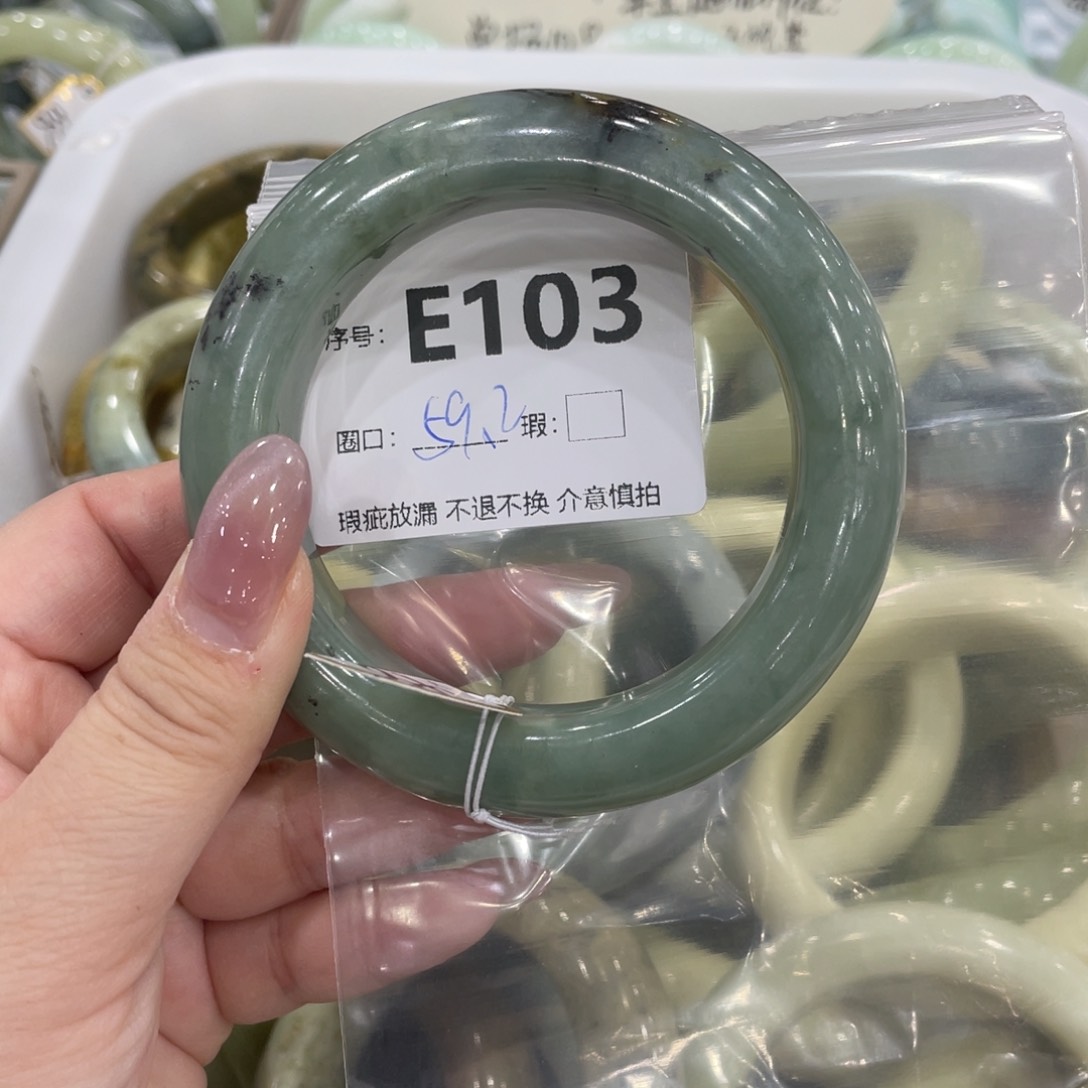 序号: E103
圈口: 59.2 瑕:
瑕疵放漏 不退不换 介意慎拍